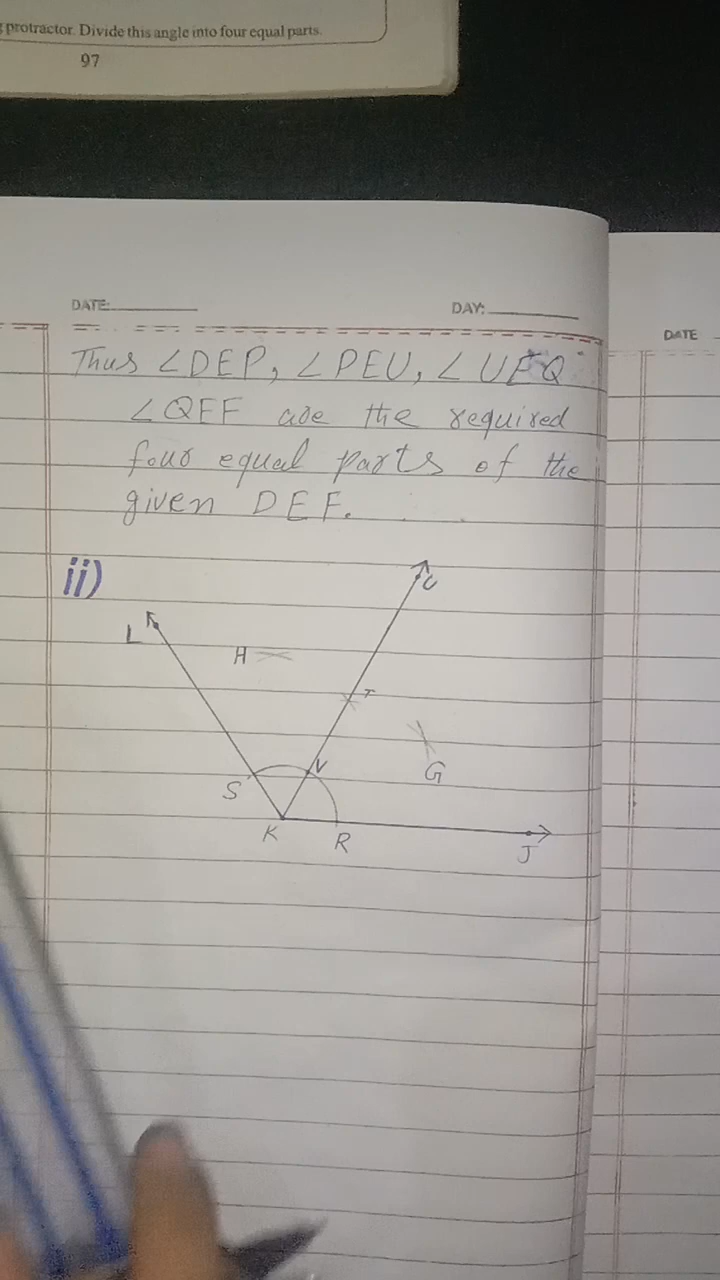 protractor. Divide this angle into four equal parts.
97
DATE:
DAY:
DATE
Thus ∠DEP, ∠PEU, ∠UEQ
∠QEF are the required
four equal parts of the
given DEF.
ii)
U
L
H
T
V
G
S
K
R
J